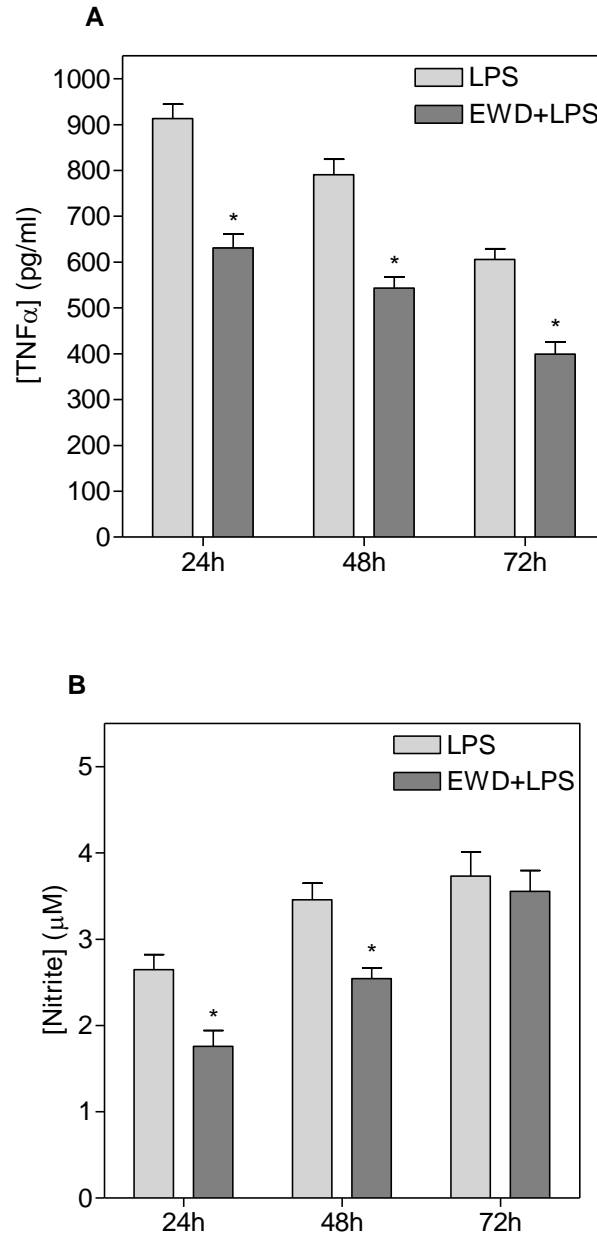 A
1000
900
800
700
600
500
400
300
200
100
0
[TNFα] (pg/ml)
LPS
EWD+LPS
*
*
*
24h 48h 72h
B
5
4
3
2
1
0
[Nitrite] (μM)
LPS
EWD+LPS
*
*
24h 48h 72h